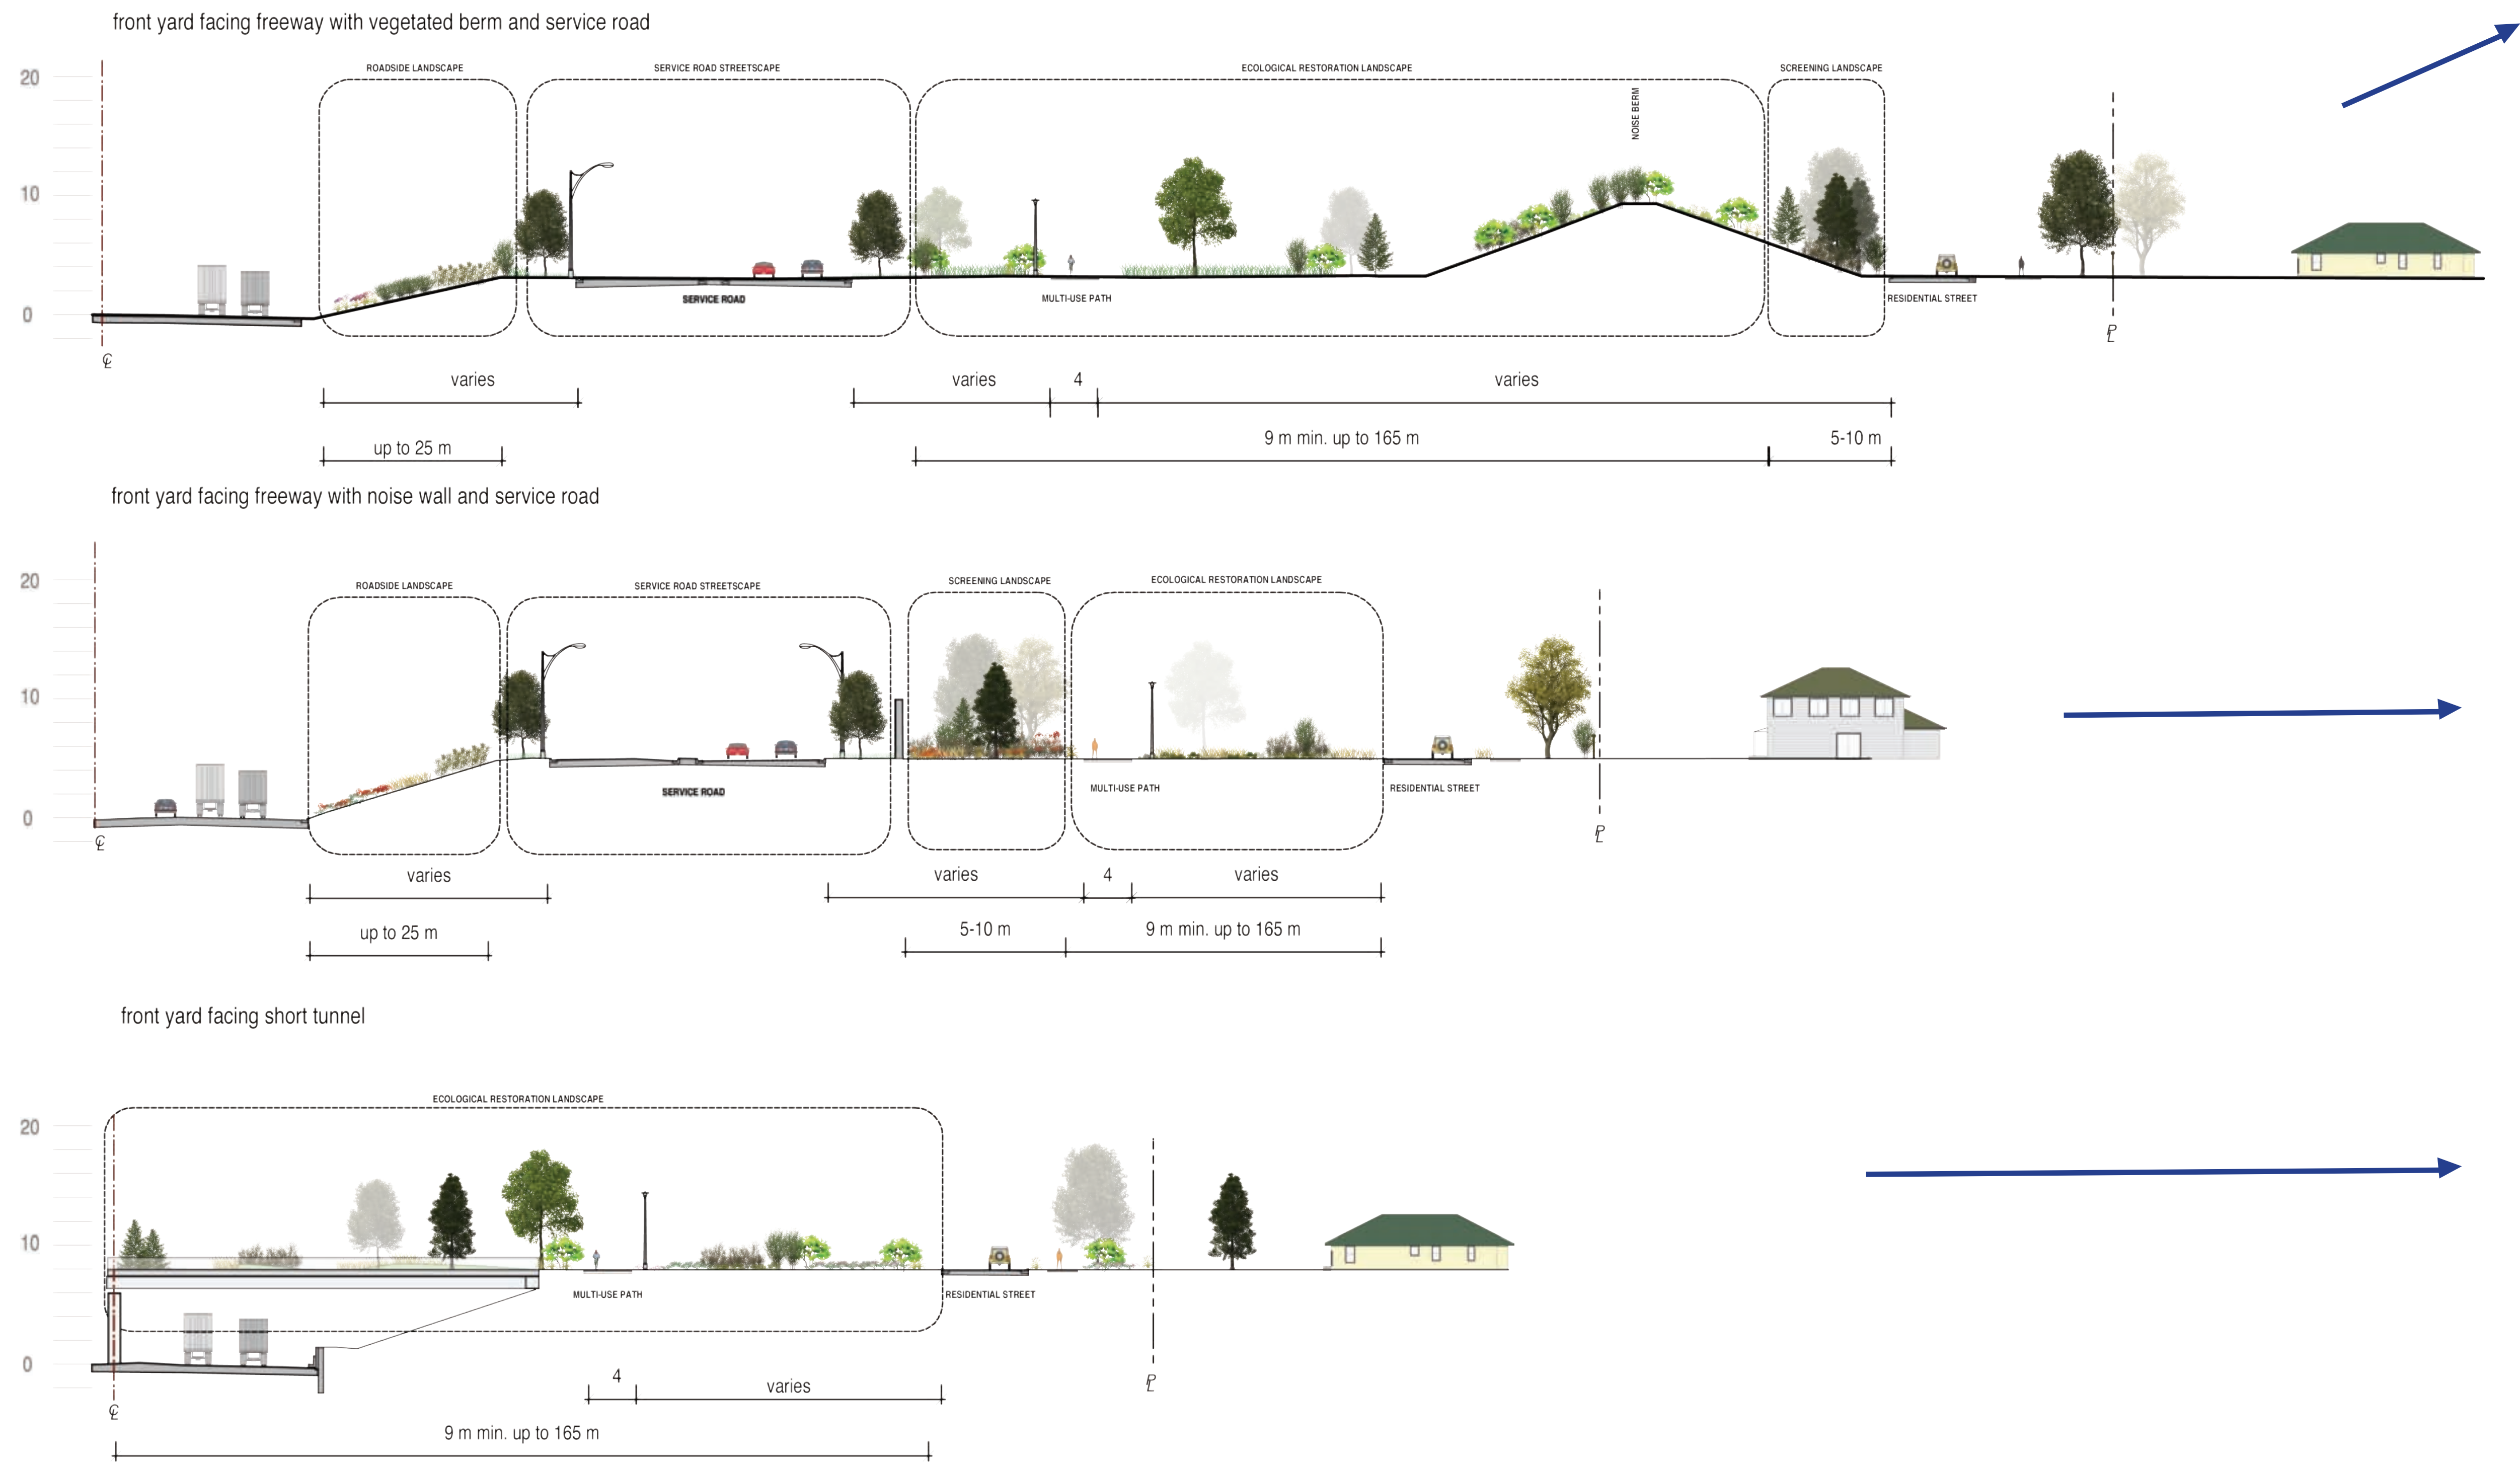 front yard facing freeway with vegetated berm and service road
ROADSIDE LANDSCAPE
SERVICE ROAD STREETSCAPE
ECOLOGICAL RESTORATION LANDSCAPE
SCREENING LANDSCAPE
20
NOISE BERM
10
0
SERVICE ROAD
MULTI-USE PATH
RESIDENTIAL STREET
℄
PL
varies
varies
4
varies
up to 25 m
9 m min. up to 165 m
5-10 m
front yard facing freeway with noise wall and service road
20
ROADSIDE LANDSCAPE
SERVICE ROAD STREETSCAPE
SCREENING LANDSCAPE
ECOLOGICAL RESTORATION LANDSCAPE
10
0
SERVICE ROAD
MULTI-USE PATH
RESIDENTIAL STREET
℄
PL
varies
varies
4
varies
up to 25 m
5-10 m
9 m min. up to 165 m
front yard facing short tunnel
ECOLOGICAL RESTORATION LANDSCAPE
20
10
MULTI-USE PATH
RESIDENTIAL STREET
0
℄
PL
4
varies
9 m min. up to 165 m